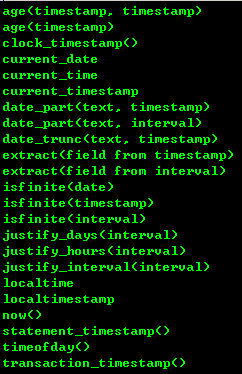 age(timestamp, timestamp)
age(timestamp)
clock_timestamp()
current_date
current_time
current_timestamp
date_part(text, timestamp)
date_part(text, interval)
date_trunc(text, timestamp)
extract(field from timestamp)
extract(field from interval)
isfinite(date)
isfinite(timestamp)
isfinite(interval)
justify_days(interval)
justify_hours(interval)
justify_interval(interval)
localtime
localtimestamp
now()
statement_timestamp()
timeofday()
transaction_timestamp()